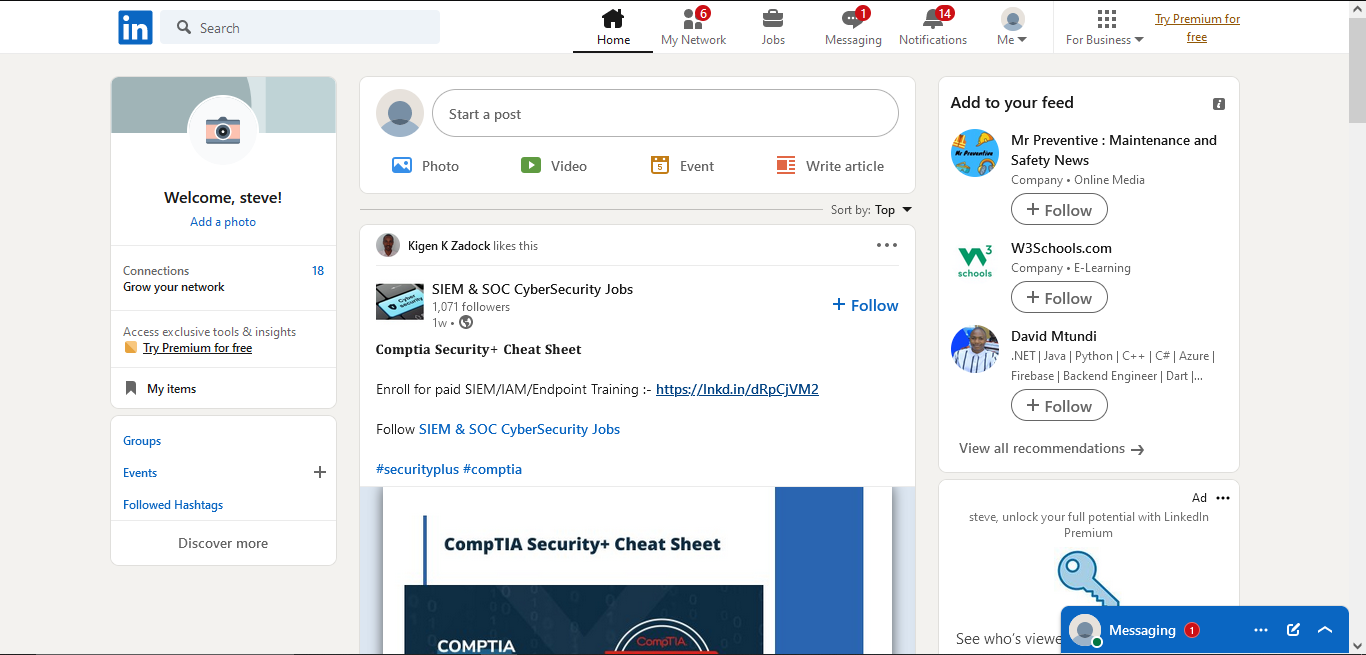 in
Search
Home
6
My Network
Jobs
1
Messaging
14
Notifications
Me
For Business
Try Premium for
free
Welcome, steve!
Add a photo
Connections 18
Grow your network
Access exclusive tools & insights
Try Premium for free
My items
Groups
Events
Followed Hashtags
Discover more
Start a post
Photo
Video
5
Event
Write article
Sort by: Top
Kigen K Zadock likes this
Cyber
security
SIEM & SOC CyberSecurity Jobs
1,071 followers
1w •
+ Follow
Comptia Security+ Cheat Sheet
Enroll for paid SIEM/IAM/Endpoint Training :- https://lnkd.in/dRpCjVM2
Follow SIEM & SOC CyberSecurity Jobs
#securityplus #comptia
CompTIA Security+ Cheat Sheet
COMPTIA
CompTIA
Add to your feed
Mr Preventive
Mr Preventive : Maintenance and
Safety News
Company • Online Media
+ Follow
W3
schools
W3Schools.com
Company • E-Learning
+ Follow
David Mtundi
.NET | Java | Python | C++ | C# | Azure |
Firebase | Backend Engineer | Dart |...
+ Follow
View all recommendations →
Ad
steve, unlock your full potential with LinkedIn
Premium
See who's viewe
Messaging 1